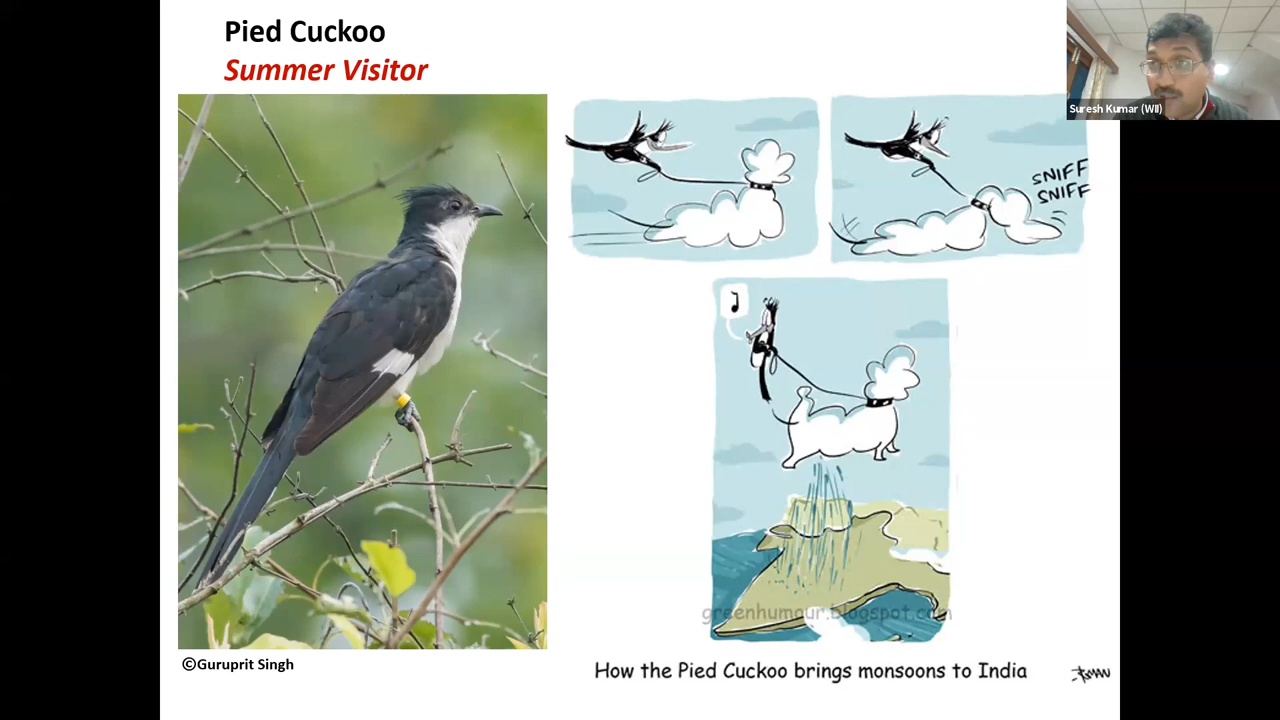 Pied Cuckoo
Summer Visitor
Suresh Kumar (WII)
SNIFF
SNIFF
greenhumour.blogspot.com
©Guruprit Singh
How the Pied Cuckoo brings monsoons to India